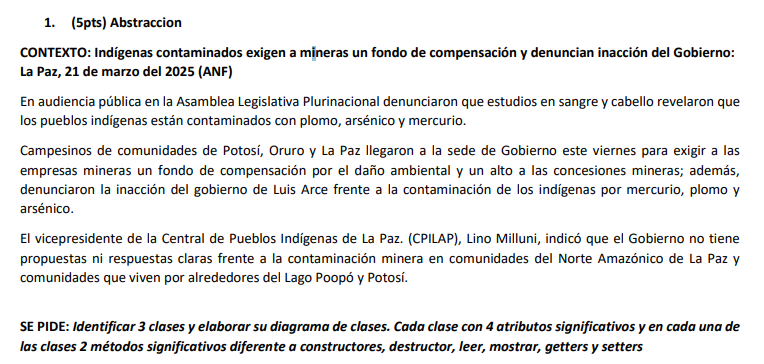 1. (5pts) Abstraccion
CONTEXTO: Indígenas contaminados exigen a mineras un fondo de compensación y denuncian inacción del Gobierno:
La Paz, 21 de marzo del 2025 (ANF)
En audiencia pública en la Asamblea Legislativa Plurinacional denunciaron que estudios en sangre y cabello revelaron que
los pueblos indígenas están contaminados con plomo, arsénico y mercurio.
Campesinos de comunidades de Potosí, Oruro y La Paz llegaron a la sede de Gobierno este viernes para exigir a las
empresas mineras un fondo de compensación por el daño ambiental y un alto a las concesiones mineras; además,
denunciaron la inacción del gobierno de Luis Arce frente a la contaminación de los indígenas por mercurio, plomo y
arsénico.
El vicepresidente de la Central de Pueblos Indígenas de La Paz. (CPILAP), Lino Milluni, indicó que el Gobierno no tiene
propuestas ni respuestas claras frente a la contaminación minera en comunidades del Norte Amazónico de La Paz y
comunidades que viven por alrededores del Lago Poopó y Potosí.
SE PIDE: Identificar 3 clases y elaborar su diagrama de clases. Cada clase con 4 atributos significativos y en cada una de
las clases 2 métodos significativos diferente a constructores, destructor, leer, mostrar, getters y setters